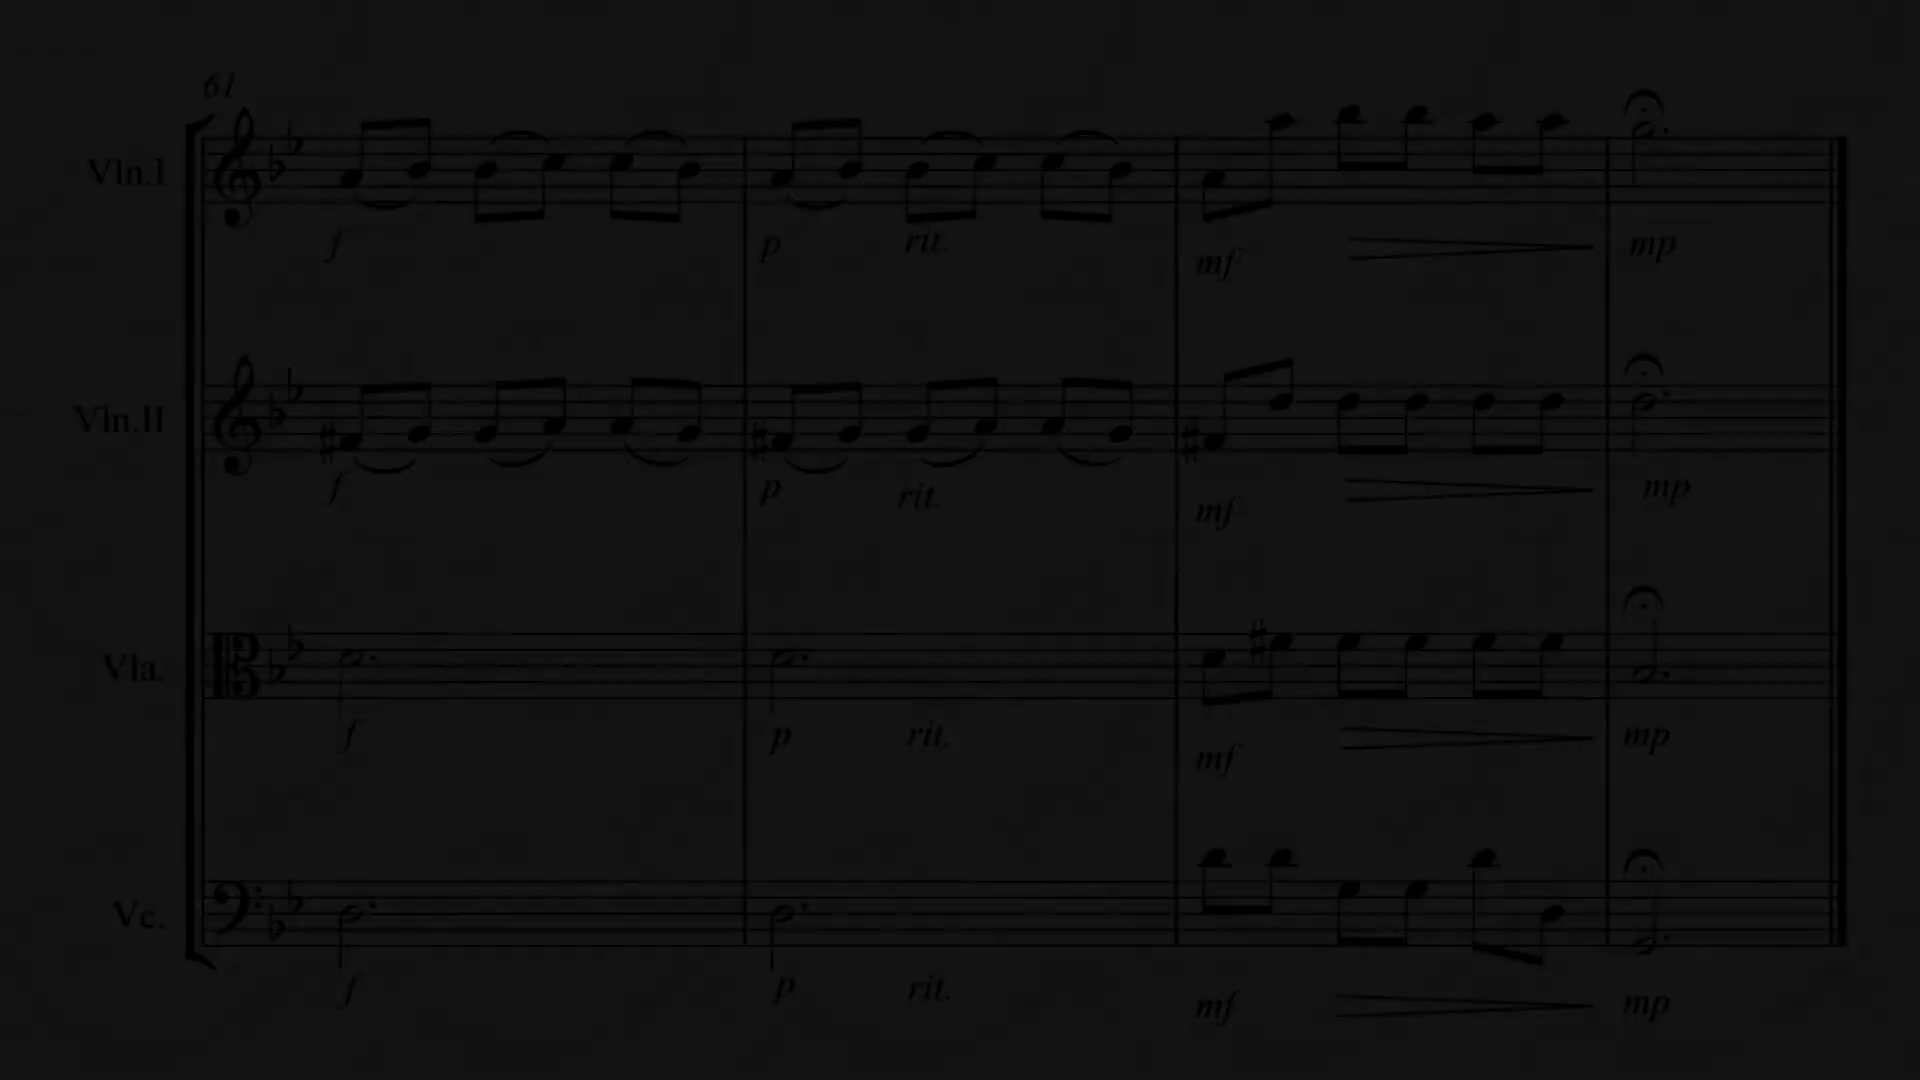 61
Vln.I
f p rit. mf mp
Vln.II
f p rit. mf mp
Vla.
f p rit. mf mp
Vc.
f p rit. mf mp